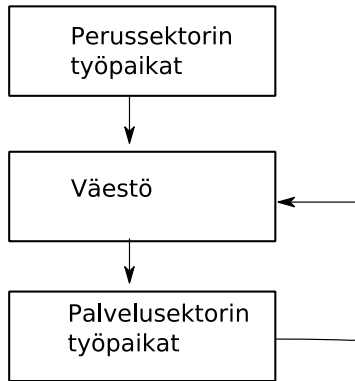 Perussektorin
työpaikat
Väestö
Palvelusektorin
työpaikat